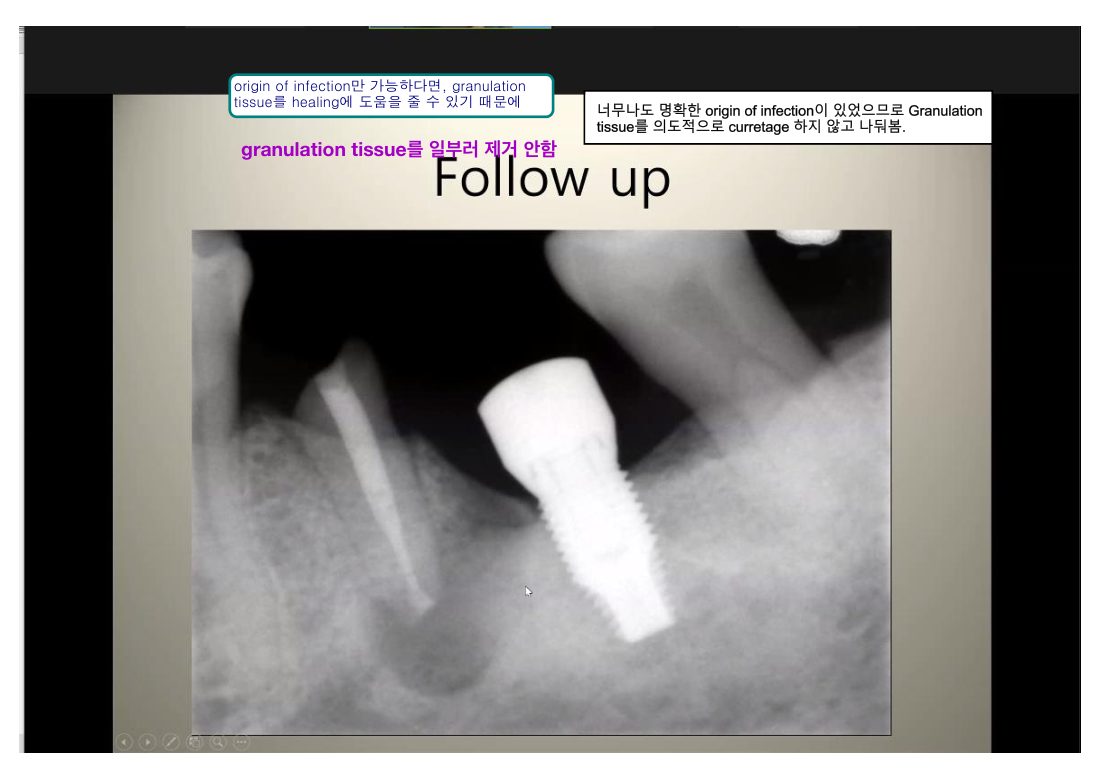 origin of infection만 가능하다면, granulation
tissue를 healing에 도움을 줄 수 있기 때문에
너무나도 명확한 origin of infection이 있었으므로 Granulation
tissue를 의도적으로 curretage 하지 않고 나둬봄.
granulation tissue를 일부러 제거 안함
Follow up